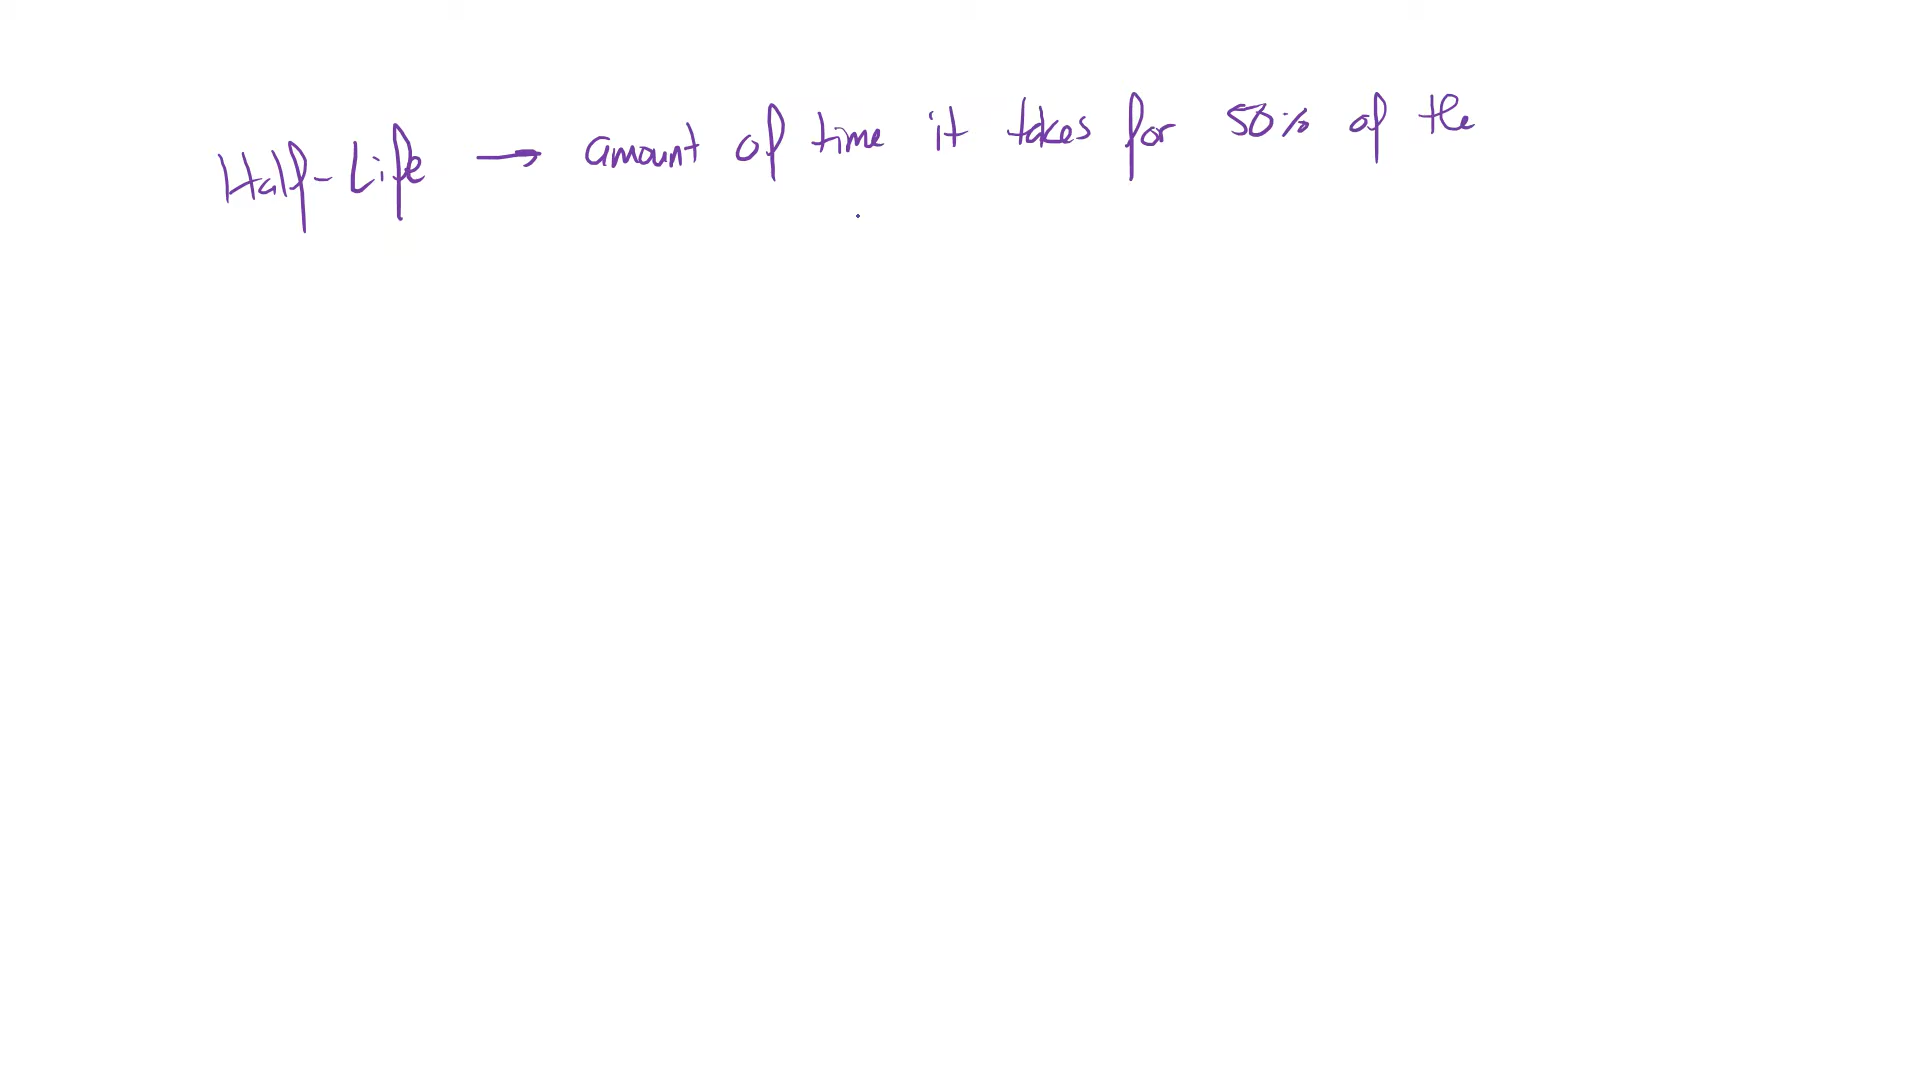 Half-Life → amount of time it takes for 50% of the